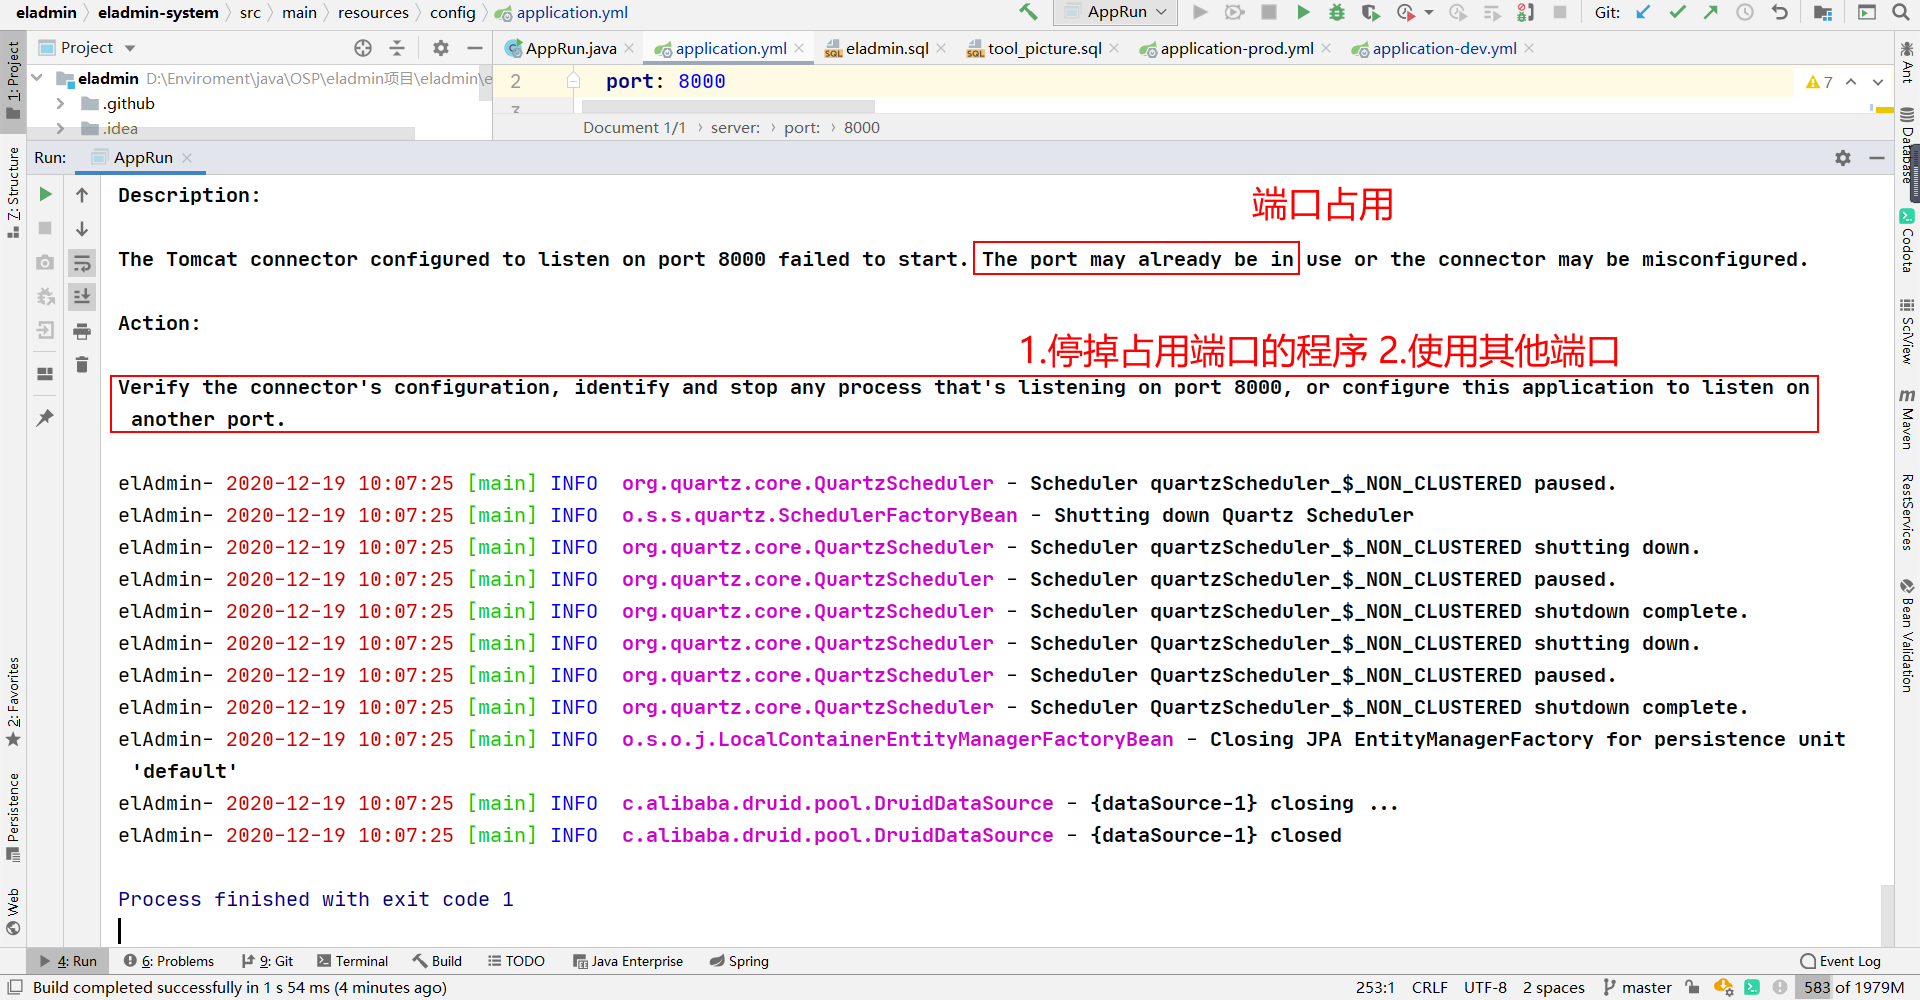 eladmin eladmin-system src main resources config application.yml AppRun Git:
Project AppRun.java application.yml eladmin.sql tool_picture.sql application-prod.yml application-dev.yml
1: Project
eladmin D:\Enviroment\java\OSP\eladmin项目\eladmin\e
2 port: 8000 7
.github
3
.idea
Document 1/1 server: port: 8000
Run: AppRun
7: Structure
Ant
Database
Codota
SciView
Maven
RestServices
Bean Validation
Description:
端口占用
The Tomcat connector configured to listen on port 8000 failed to start. The port may already be in use or the connector may be misconfigured.
Action:
1.停掉占用端口的程序 2.使用其他端口
Verify the connector's configuration, identify and stop any process that's listening on port 8000, or configure this application to listen on
another port.
elAdmin- 2020-12-19 10:07:25 [main] INFO org.quartz.core.QuartzScheduler - Scheduler quartzScheduler_$_NON_CLUSTERED paused.
elAdmin- 2020-12-19 10:07:25 [main] INFO o.s.s.quartz.SchedulerFactoryBean - Shutting down Quartz Scheduler
elAdmin- 2020-12-19 10:07:25 [main] INFO org.quartz.core.QuartzScheduler - Scheduler quartzScheduler_$_NON_CLUSTERED shutting down.
elAdmin- 2020-12-19 10:07:25 [main] INFO org.quartz.core.QuartzScheduler - Scheduler quartzScheduler_$_NON_CLUSTERED paused.
elAdmin- 2020-12-19 10:07:25 [main] INFO org.quartz.core.QuartzScheduler - Scheduler quartzScheduler_$_NON_CLUSTERED shutdown complete.
elAdmin- 2020-12-19 10:07:25 [main] INFO org.quartz.core.QuartzScheduler - Scheduler QuartzScheduler_$_NON_CLUSTERED shutting down.
elAdmin- 2020-12-19 10:07:25 [main] INFO org.quartz.core.QuartzScheduler - Scheduler QuartzScheduler_$_NON_CLUSTERED paused.
elAdmin- 2020-12-19 10:07:25 [main] INFO org.quartz.core.QuartzScheduler - Scheduler QuartzScheduler_$_NON_CLUSTERED shutdown complete.
elAdmin- 2020-12-19 10:07:25 [main] INFO o.s.o.j.LocalContainerEntityManagerFactoryBean - Closing JPA EntityManagerFactory for persistence unit
'default'
elAdmin- 2020-12-19 10:07:25 [main] INFO c.alibaba.druid.pool.DruidDataSource - {dataSource-1} closing ...
elAdmin- 2020-12-19 10:07:25 [main] INFO c.alibaba.druid.pool.DruidDataSource - {dataSource-1} closed
Process finished with exit code 1
2: Favorites
Persistence
Web
4: Run 6: Problems 9: Git Terminal Build TODO Java Enterprise Spring Event Log
Build completed successfully in 1 s 54 ms (4 minutes ago) 253:1 CRLF UTF-8 2 spaces master 583 of 1979M